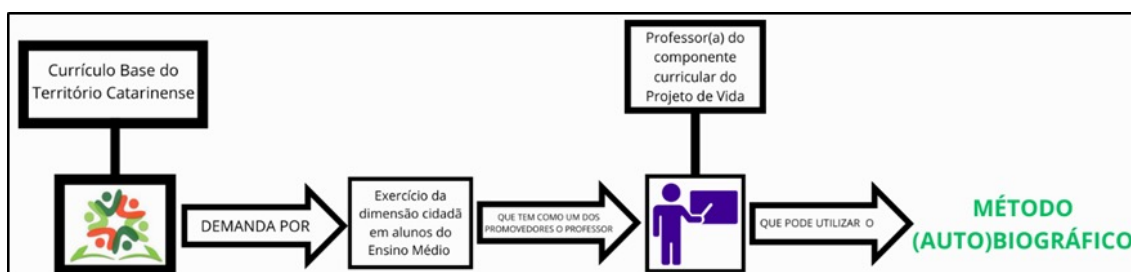 Currículo Base do
Território Catarinense
DEMANDA POR
Exercício da
dimensão cidadã
em alunos do
Ensino Médio
QUE TEM COMO UM DOS
PROMOVEDORES O PROFESSOR
Professor(a) do
componente
curricular do
Projeto de Vida
QUE PODE UTILIZAR O
MÉTODO
(AUTO)BIOGRÁFICO